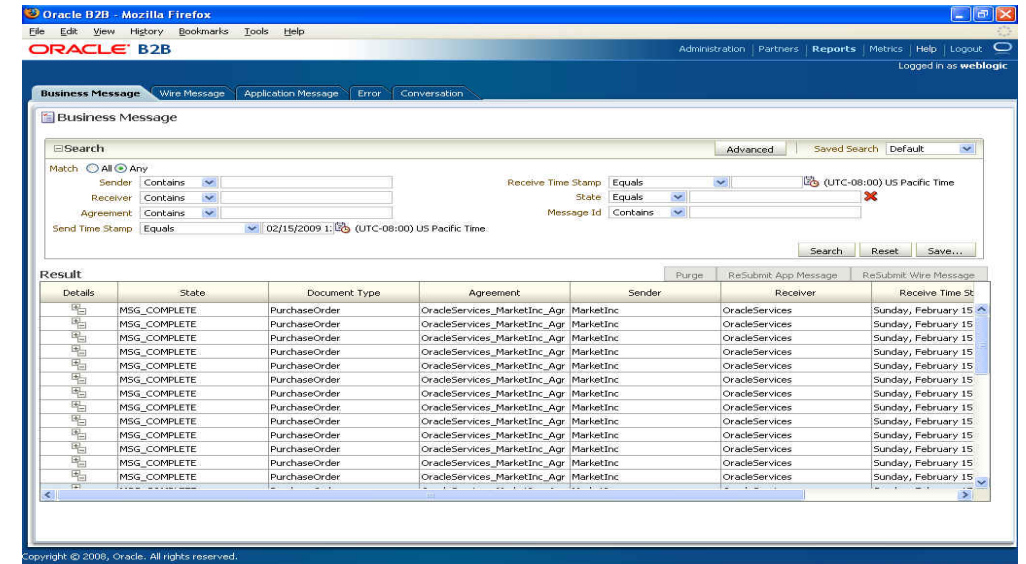 Oracle B2B - Mozilla Firefox
File Edit View History Bookmarks Tools Help
ORACLE B2B
Administration | Partners | Reports | Metrics | Help | Logout
Logged in as weblogic
Business Message Wire Message Application Message Error Conversation
Business Message
Search Advanced Saved Search Default
Match All Any
Sender Contains Receive Time Stamp Equals (UTC-08:00) US Pacific Time
Receiver Contains State Equals
Agreement Contains Message Id Contains
Send Time Stamp Equals 02/15/2009 1: (UTC-08:00) US Pacific Time
Search Reset Save...
Result Purge ReSubmit App Message ReSubmit Wire Message
Details State Document Type Agreement Sender Receiver Receive Time St
MSG_COMPLETE PurchaseOrder OracleServices_MarketInc_Agr MarketInc OracleServices Sunday, February 15
MSG_COMPLETE PurchaseOrder OracleServices_MarketInc_Agr MarketInc OracleServices Sunday, February 15
MSG_COMPLETE PurchaseOrder OracleServices_MarketInc_Agr MarketInc OracleServices Sunday, February 15
MSG_COMPLETE PurchaseOrder OracleServices_MarketInc_Agr MarketInc OracleServices Sunday, February 15
MSG_COMPLETE PurchaseOrder OracleServices_MarketInc_Agr MarketInc OracleServices Sunday, February 15
MSG_COMPLETE PurchaseOrder OracleServices_MarketInc_Agr MarketInc OracleServices Sunday, February 15
MSG_COMPLETE PurchaseOrder OracleServices_MarketInc_Agr MarketInc OracleServices Sunday, February 15
MSG_COMPLETE PurchaseOrder OracleServices_MarketInc_Agr MarketInc OracleServices Sunday, February 15
MSG_COMPLETE PurchaseOrder OracleServices_MarketInc_Agr MarketInc OracleServices Sunday, February 15
MSG_COMPLETE PurchaseOrder OracleServices_MarketInc_Agr MarketInc OracleServices Sunday, February 15
MSG_COMPLETE PurchaseOrder OracleServices_MarketInc_Agr MarketInc OracleServices Sunday, February 15
MSG_COMPLETE PurchaseOrder OracleServices_MarketInc_Agr MarketInc OracleServices Sunday, February 15
MSG_COMPLETE PurchaseOrder OracleServices_MarketInc_Agr MarketInc OracleServices Sunday, February 15
Copyright © 2008, Oracle. All rights reserved.